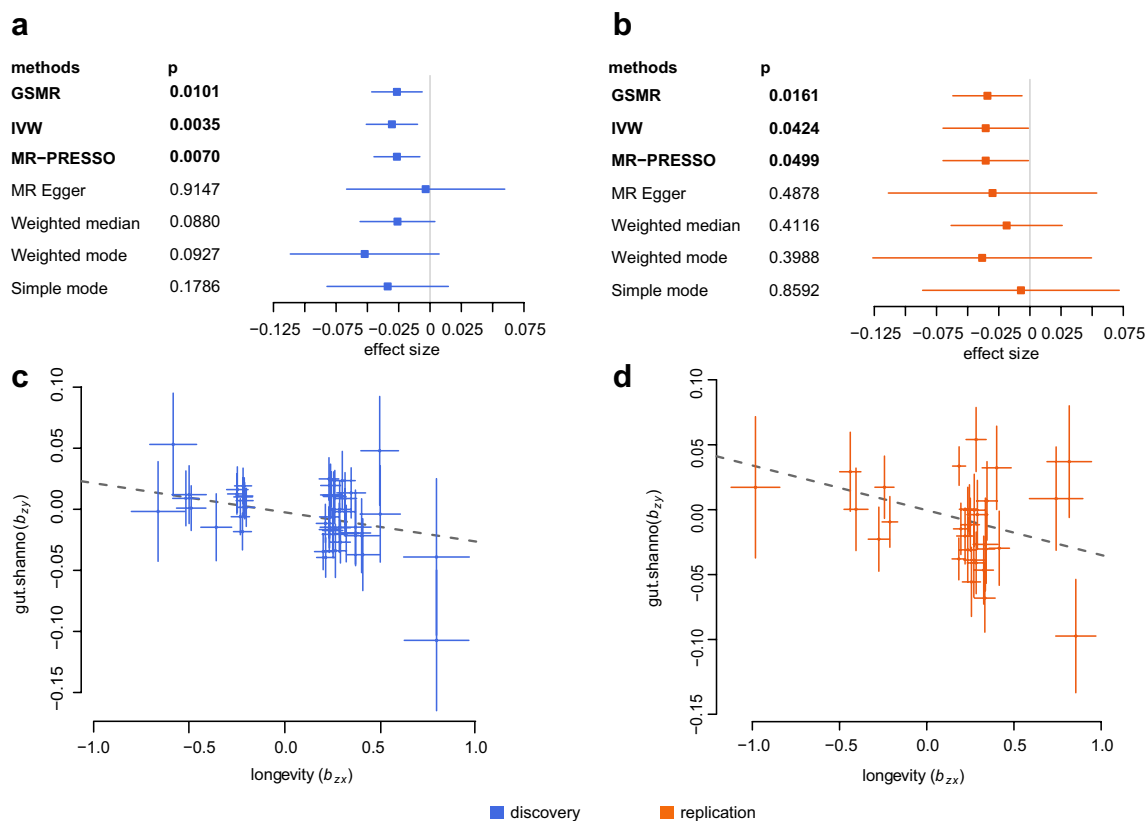 a
methods p
GSMR 0.0101
IVW 0.0035
MR−PRESSO 0.0070
MR Egger 0.9147
Weighted median 0.0880
Weighted mode 0.0927
Simple mode 0.1786
−0.125 −0.075 −0.025 0 0.025 0.075
effect size
b
methods p
GSMR 0.0161
IVW 0.0424
MR−PRESSO 0.0499
MR Egger 0.4878
Weighted median 0.4116
Weighted mode 0.3988
Simple mode 0.8592
−0.125 −0.075 −0.025 0 0.025 0.075
effect size
c
gut.shanno(bzy)
0.10
0.05
0.00
−0.05
−0.10
−0.15
−1.0 −0.5 0.0 0.5 1.0
longevity (bzx)
d
gut.shanno(bzy)
0.10
0.05
0.00
−0.05
−0.10
−0.15
−1.0 −0.5 0.0 0.5 1.0
longevity (bzx)
discovery replication